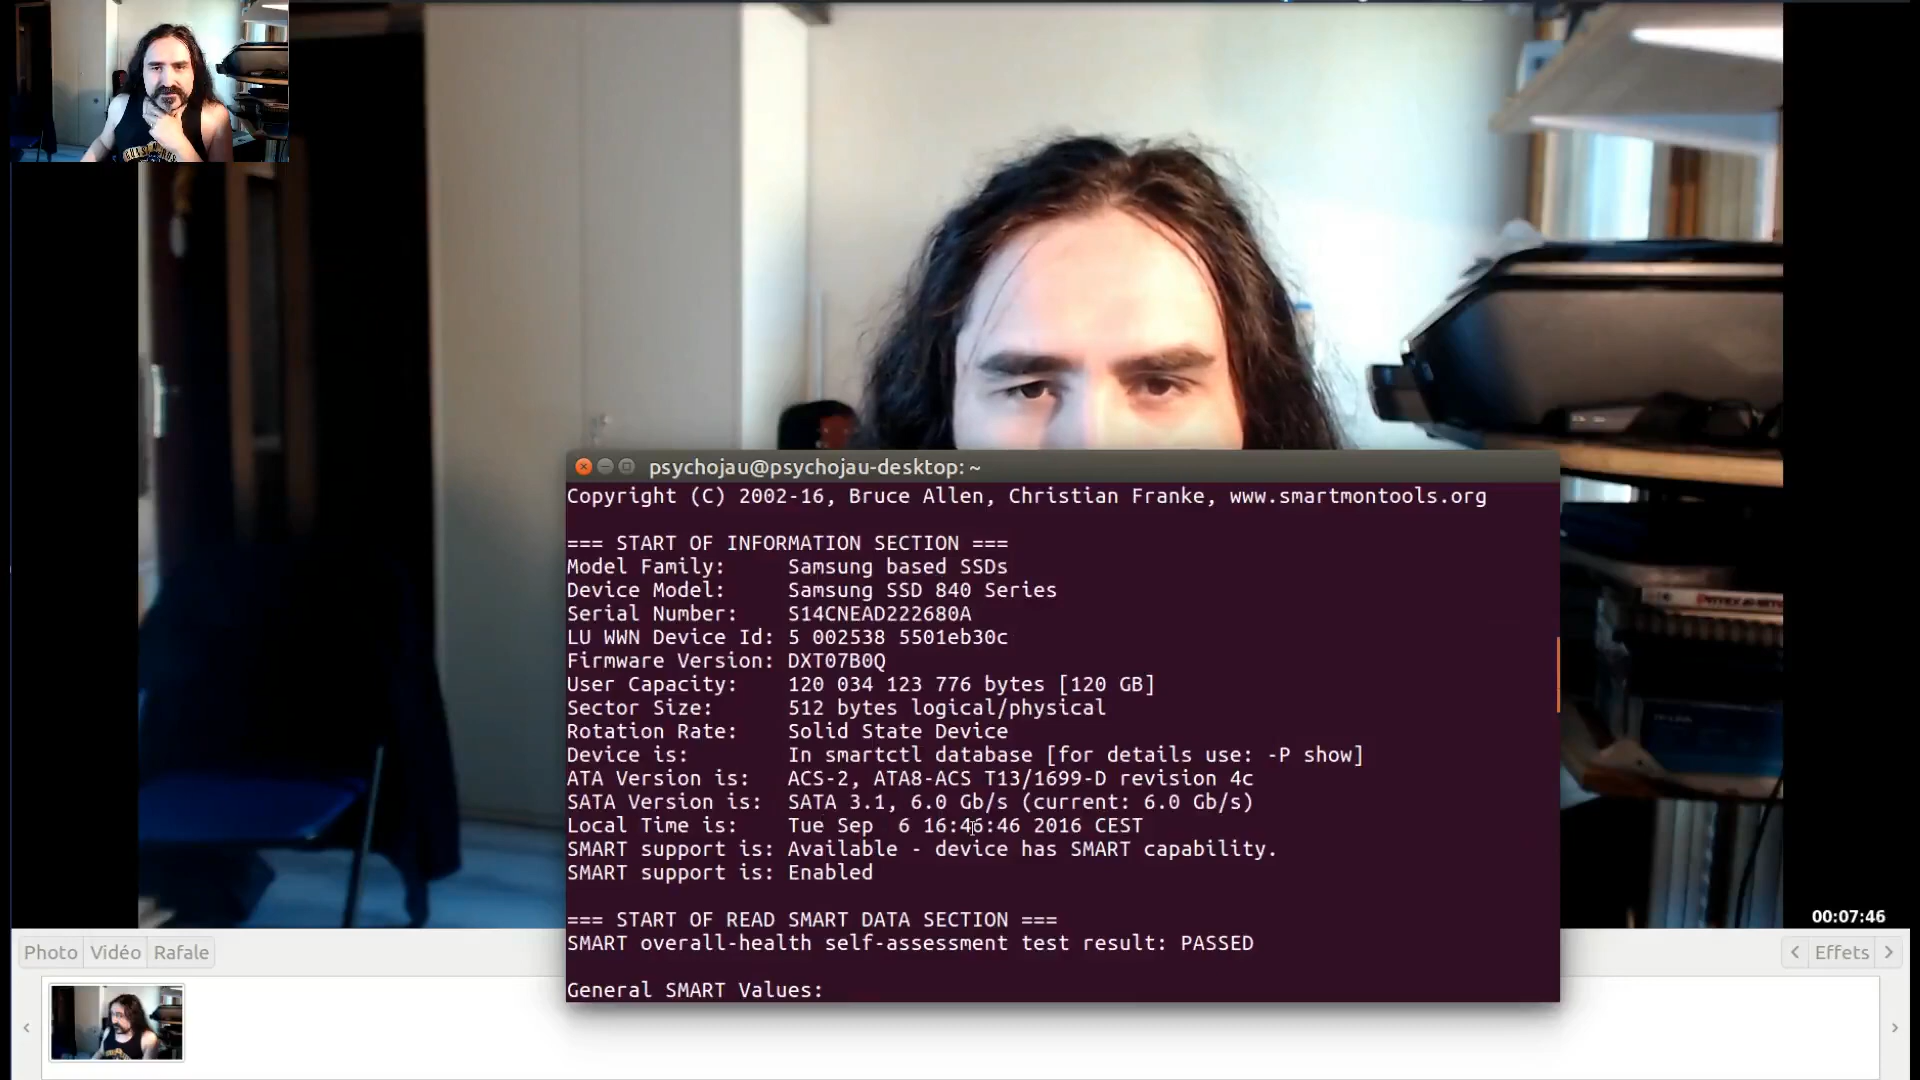 psychojau@psychojau-desktop: ~
Copyright (C) 2002-16, Bruce Allen, Christian Franke, www.smartmontools.org
=== START OF INFORMATION SECTION ===
Model Family:     Samsung based SSDs
Device Model:     Samsung SSD 840 Series
Serial Number:    S14CNEAD222680A
LU WWN Device Id: 5 002538 5501eb30c
Firmware Version: DXT07B0Q
User Capacity:    120 034 123 776 bytes [120 GB]
Sector Size:      512 bytes logical/physical
Rotation Rate:    Solid State Device
Device is:        In smartctl database [for details use: -P show]
ATA Version is:   ACS-2, ATA8-ACS T13/1699-D revision 4c
SATA Version is:  SATA 3.1, 6.0 Gb/s (current: 6.0 Gb/s)
Local Time is:    Tue Sep  6 16:46:46 2016 CEST
SMART support is: Available - device has SMART capability.
SMART support is: Enabled
=== START OF READ SMART DATA SECTION ===
SMART overall-health self-assessment test result: PASSED
General SMART Values:
00:07:46
Photo Vidéo Rafale
Effets